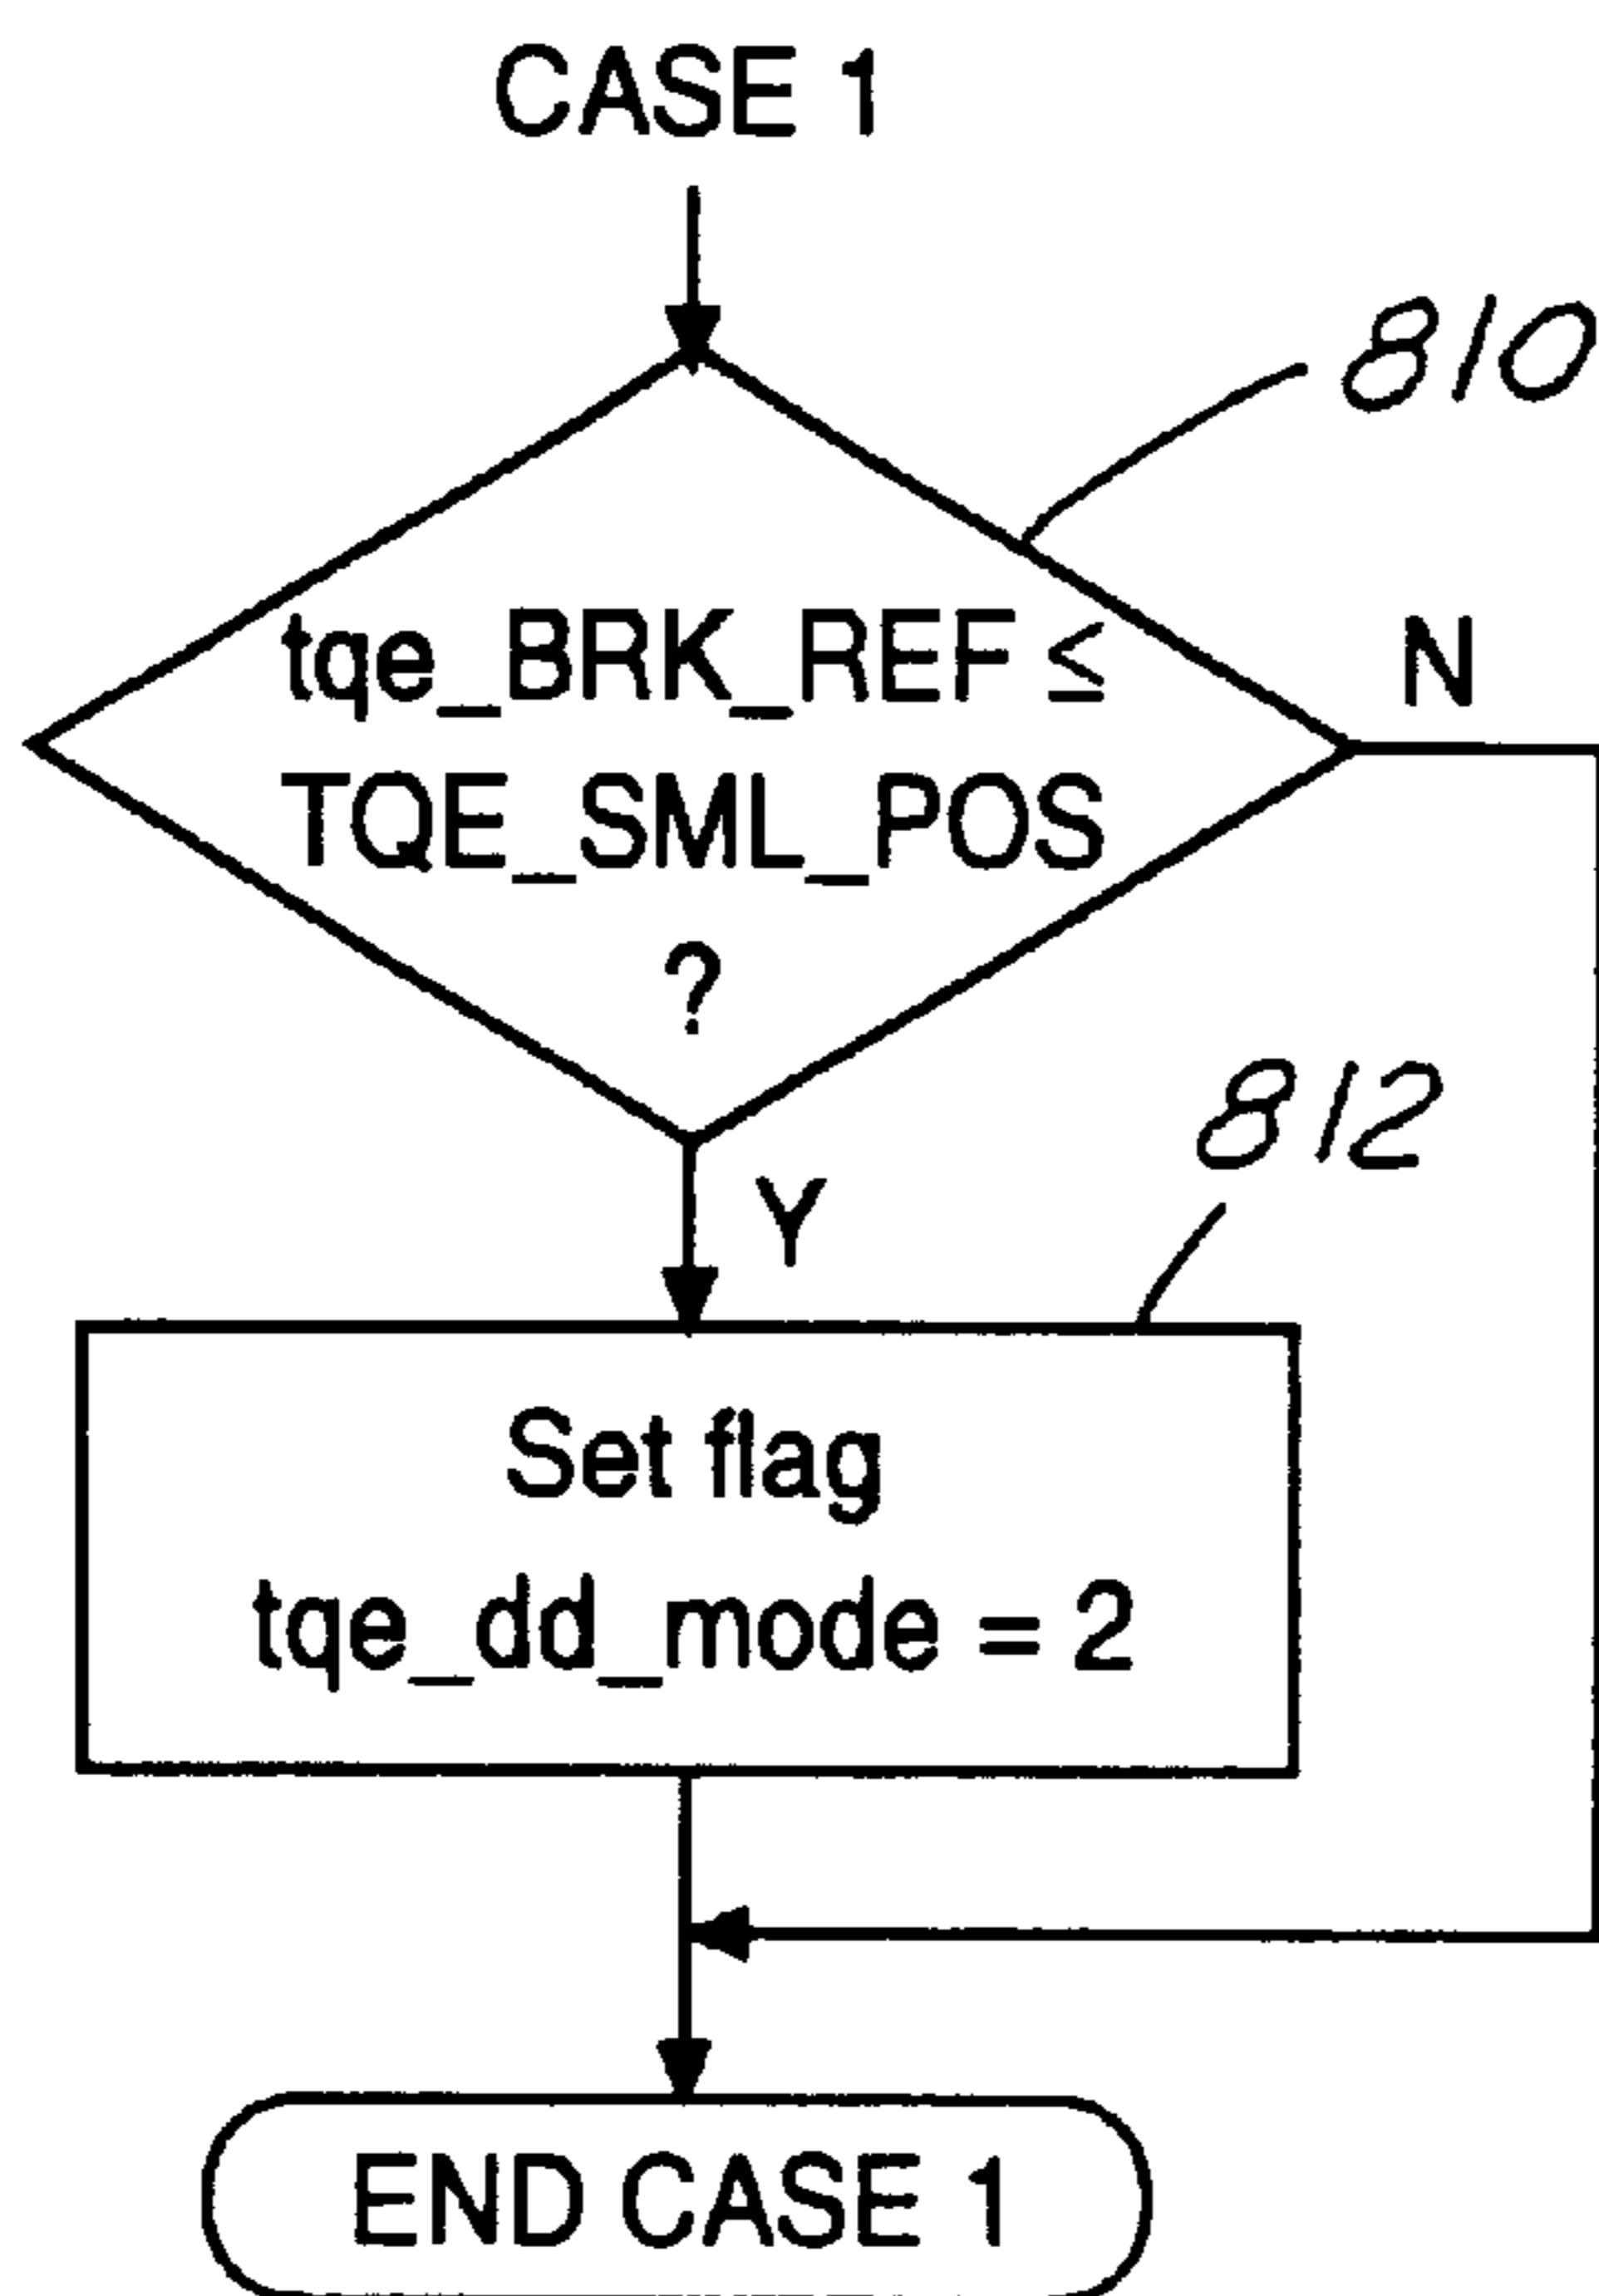 CASE 1
810
tqe_BRK_REF ≤
N
TQE_SML_POS
?
812
Y
Set flag
tqe_dd_mode = 2
END CASE 1